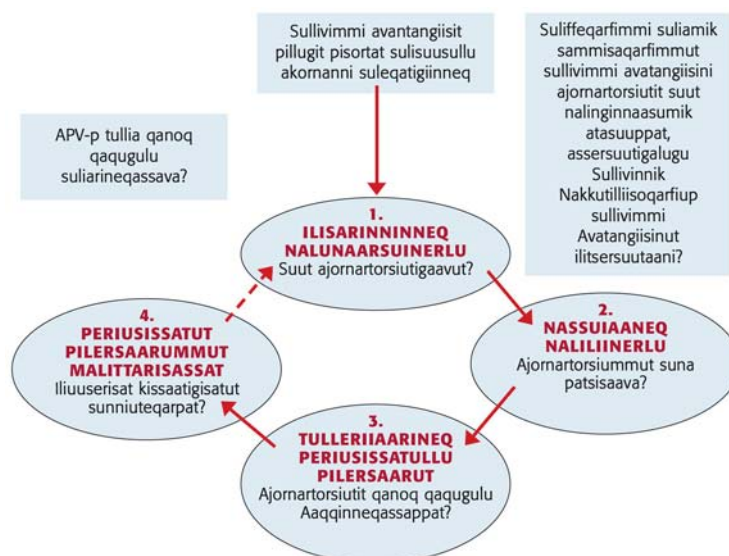 Sullivimmi avantangiisit
pillugit pisortat sulisuusullu
akornanni suleqatigiinneq
Suliffeqarfimmi suliamik
sammisaqarfimmut
sullivimmi avatangiisini
ajornartorsiutit suut
nalinginnaasumik
atasuuppat,
assersuutigalugu
Sullivinnik
Nakkutilliisoqarfiup
sullivimmi
Avatangiisinut
ilitsersuutaani?
APV-p tullia qanoq
qaqugulu
suliarineqassava?
1.
ILISARINNINNEQ
NALUNAARSUINERLU
Suut ajornartorsiutigaavut?
2.
NASSUIAANEQ
NALILIINERLU
Ajornartorsiummut suna
patsisaava?
3.
TULLERIIAARINEQ
PERIUSISSATULLU
PILERSAARUT
Ajornartorsiutit qanoq qaqugulu
Aaqqinneqassappat?
4.
PERIUSISSATUT
PILERSAARUMMUT
MALITTARISASSAT
Iliuuserisat kissaatigisatut
sunniuteqarpat?